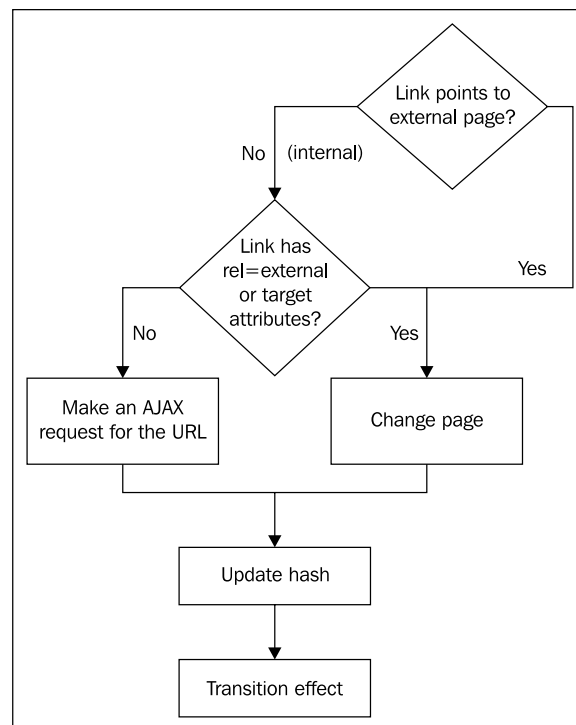 Link points to
external page?
No (internal)
Link has
rel=external
or target
attributes?
Yes
No
Yes
Make an AJAX
request for the URL
Change page
Update hash
Transition effect